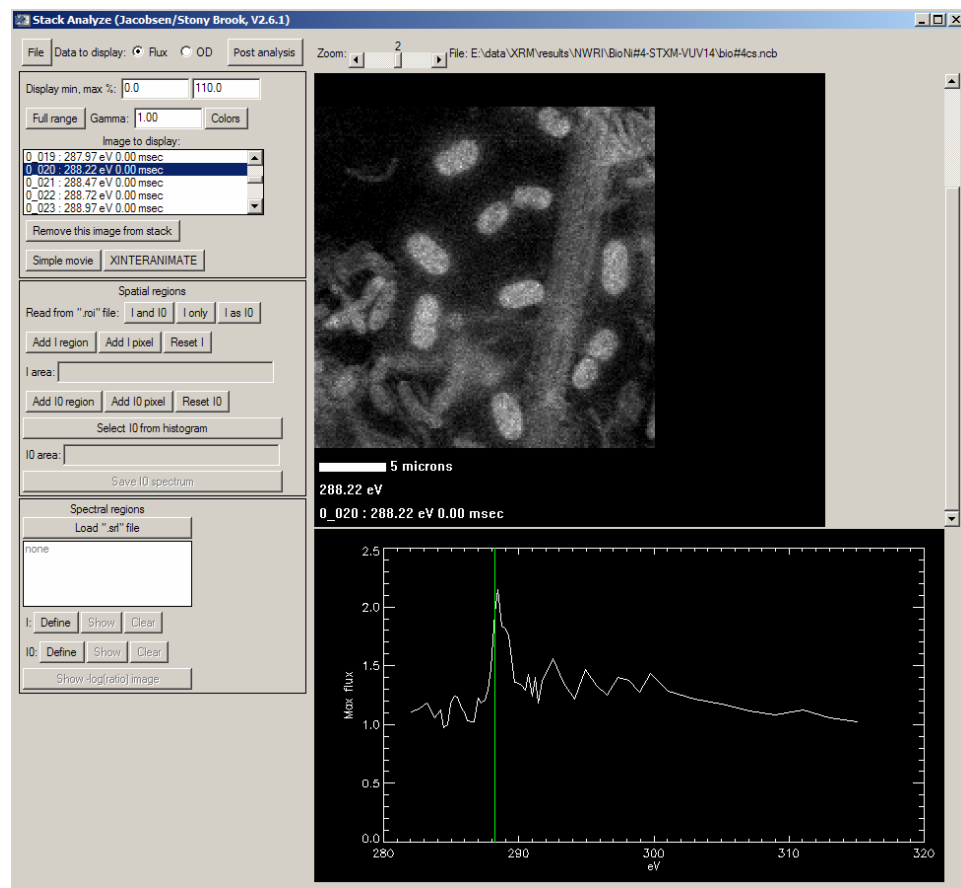 Stack Analyze (Jacobsen/Stony Brook, V2.6.1)
File Data to display: Flux OD Post analysis
Zoom: 2 File: E:\data\XRM\results\NWRI\BioNi#4-STXM-VUV14\bio#4cs.ncb
Display min, max %: 0.0 110.0
Full range Gamma: 1.00 Colors
Image to display:
0_019 : 287.97 eV 0.00 msec
0_020 : 288.22 eV 0.00 msec
0_021 : 288.47 eV 0.00 msec
0_022 : 288.72 eV 0.00 msec
0_023 : 288.97 eV 0.00 msec
Remove this image from stack
Simple movie XINTERANIMATE
Spatial regions
Read from ".roi" file: I and I0 I only I as I0
Add I region Add I pixel Reset I
I area:
Add I0 region Add I0 pixel Reset I0
Select I0 from histogram
I0 area:
Save I0 spectrum
Spectral regions
Load ".srl" file
none
I: Define Show Clear
I0: Define Show Clear
Show -log(ratio) image
5 microns
288.22 eV
0_020 : 288.22 eV 0.00 msec
2.5
2.0
1.5
1.0
0.5
0.0
Max flux
280 290 300 310 320
eV